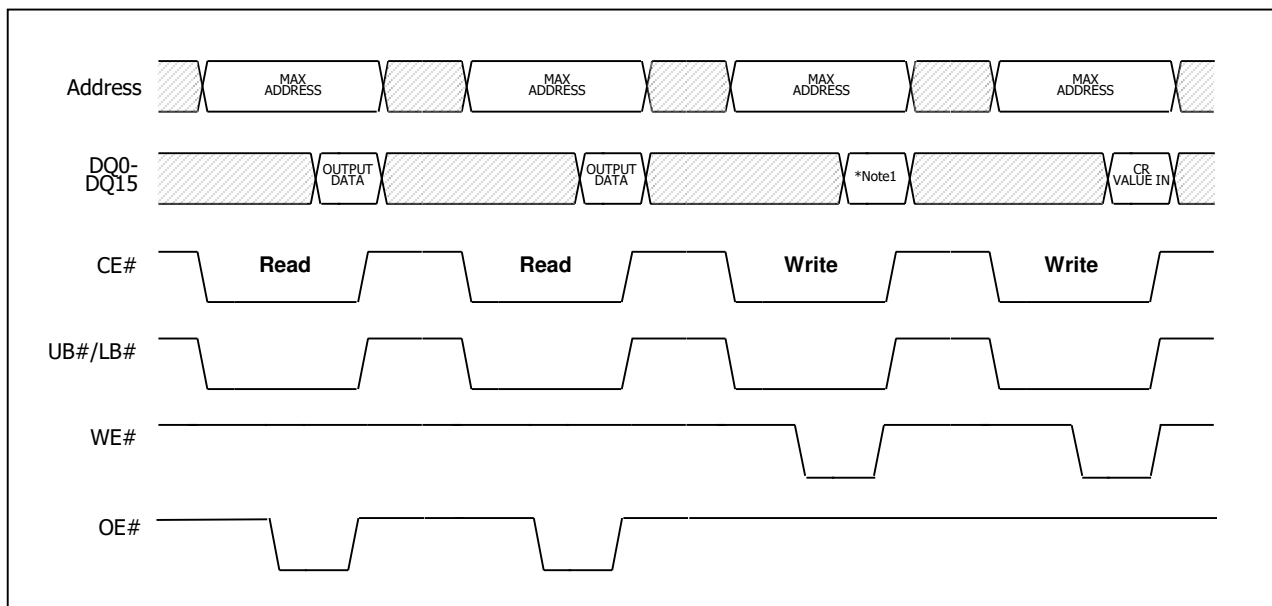 Address
MAX
ADDRESS
MAX
ADDRESS
MAX
ADDRESS
MAX
ADDRESS
DQ0-
DQ15
OUTPUT
DATA
OUTPUT
DATA
*Note1
CR
VALUE IN
CE#
Read
Read
Write
Write
UB#/LB#
WE#
OE#